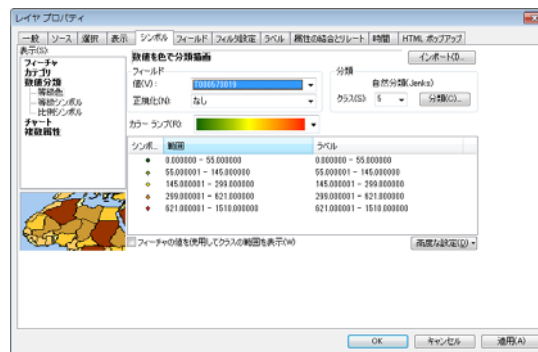 レイヤ プロパティ
一般 ソース 選択 表示 シンボル フィールド フィルタ設定 ラベル 属性の結合とリレート 時間 HTML ポップアップ
表示(S):
フィーチャ
カテゴリ
数値分類
等級色
等級シンボル
比例シンボル
チャート
複数属性
数値を色で分類描画
インポート(I)...
フィールド
値(V):
T000573019
正規化(N):
なし
分類
自然分類(Jenks)
クラス(S):
5
分類(C)...
カラー ランプ(R):
シンボ... 範囲 ラベル
0.000000 - 55.000000 0.000000 - 55.000000
55.000001 - 145.000000 55.000001 - 145.000000
145.000001 - 299.000000 145.000001 - 299.000000
299.000001 - 621.000000 299.000001 - 621.000000
621.000001 - 1510.000000 621.000001 - 1510.000000
フィーチャの値を使用してクラスの範囲を表示(W)
高度な設定(D)
OK キャンセル 適用(A)